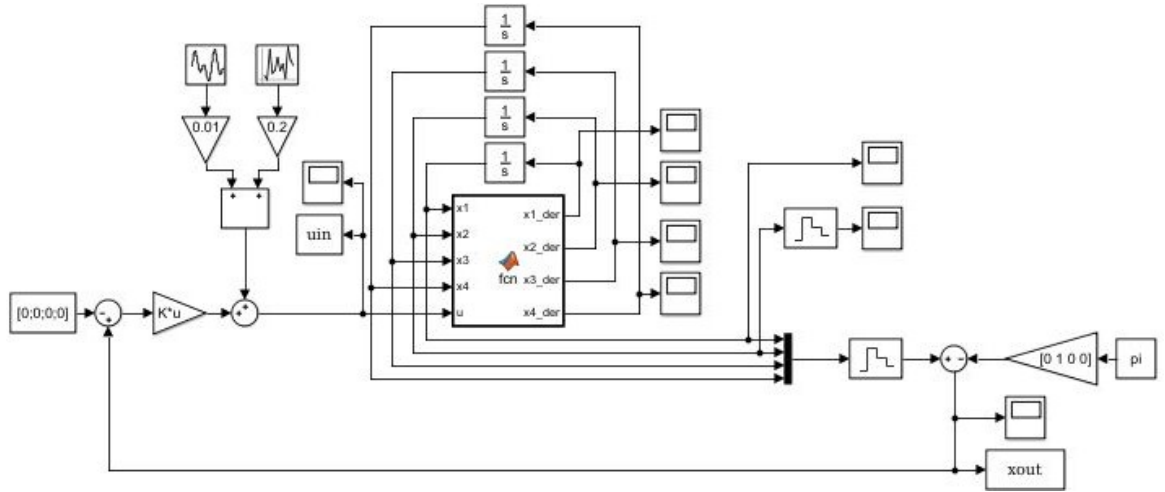 1
s
1
s
1
s
1
s
0.01
0.2
+
+
uin
x1
x2
x3
x4
u
fcn
x1_der
x2_der
x3_der
x4_der
[0;0;0;0]
-
+
K*u
+
+
+ -
[0 1 0 0]
pi
xout